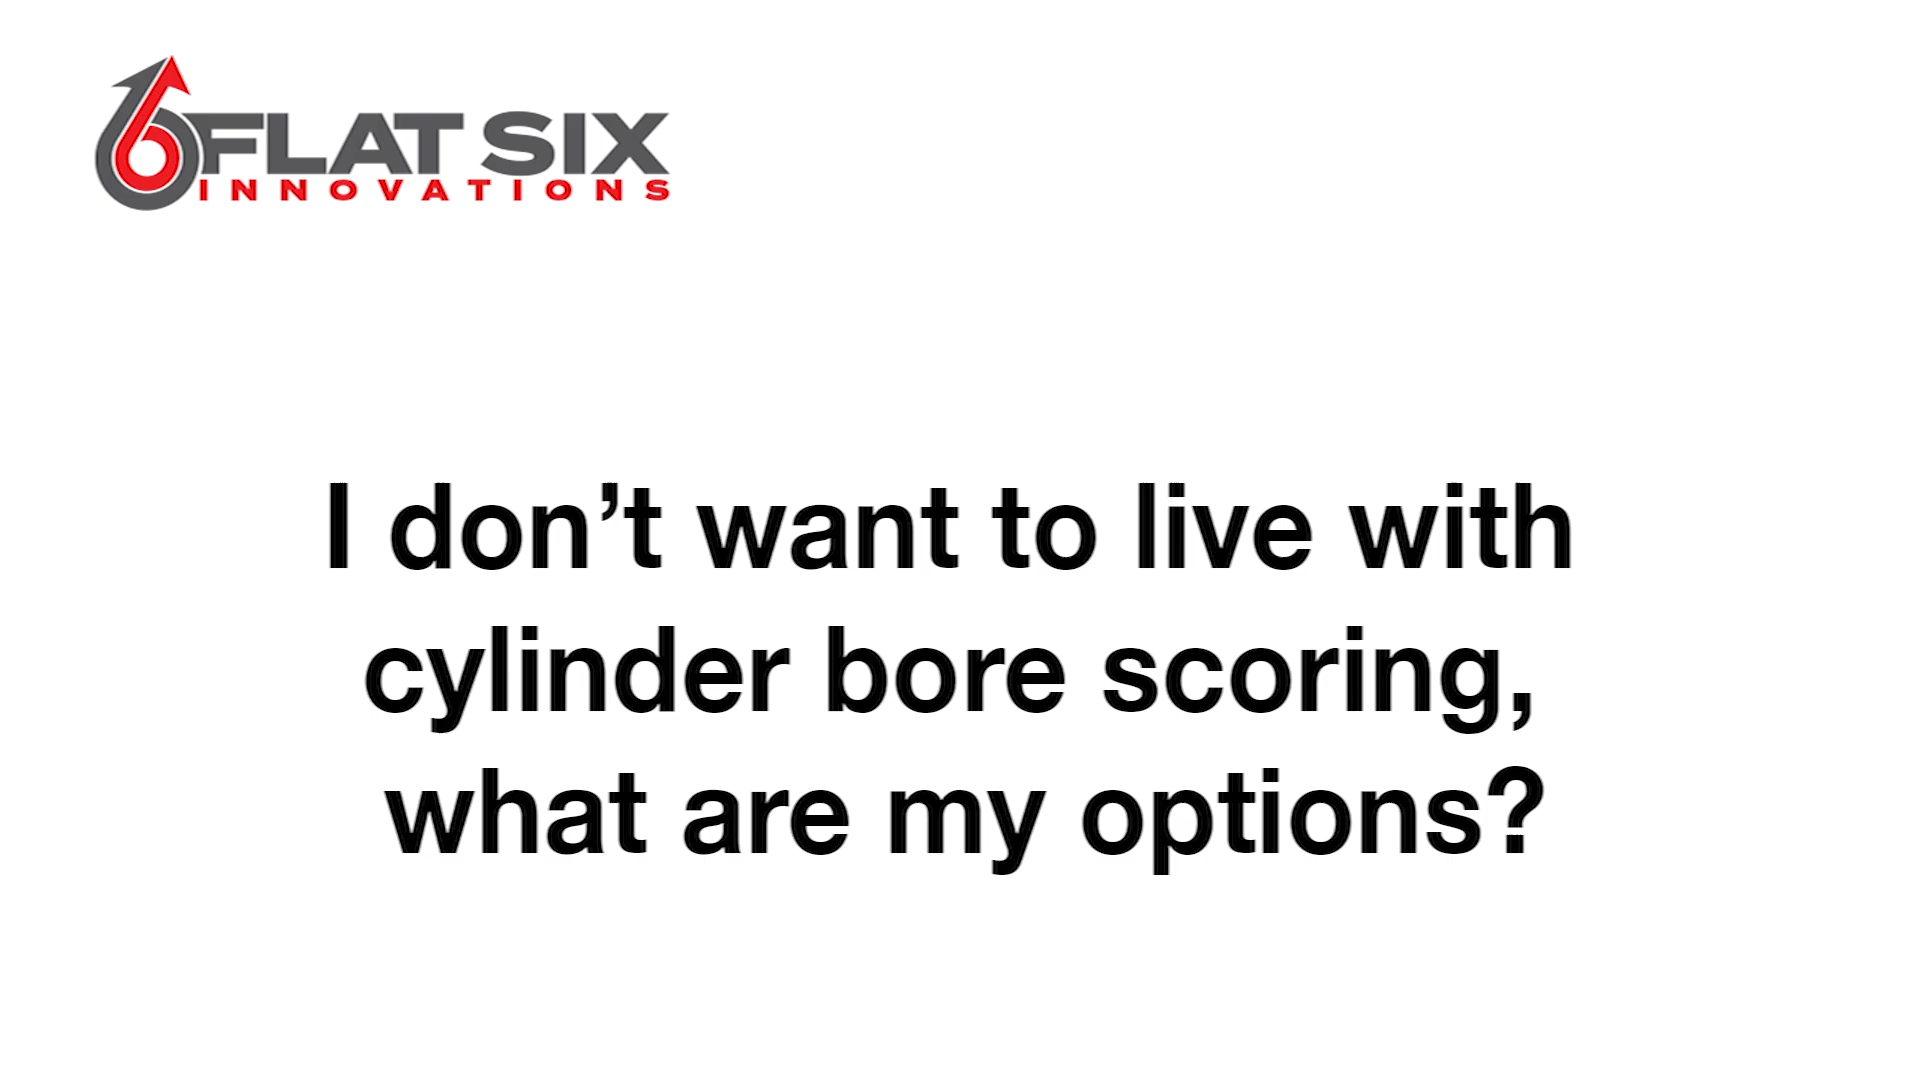 FLAT SIX
INNOVATIONS
I don’t want to live with
cylinder bore scoring,
what are my options?